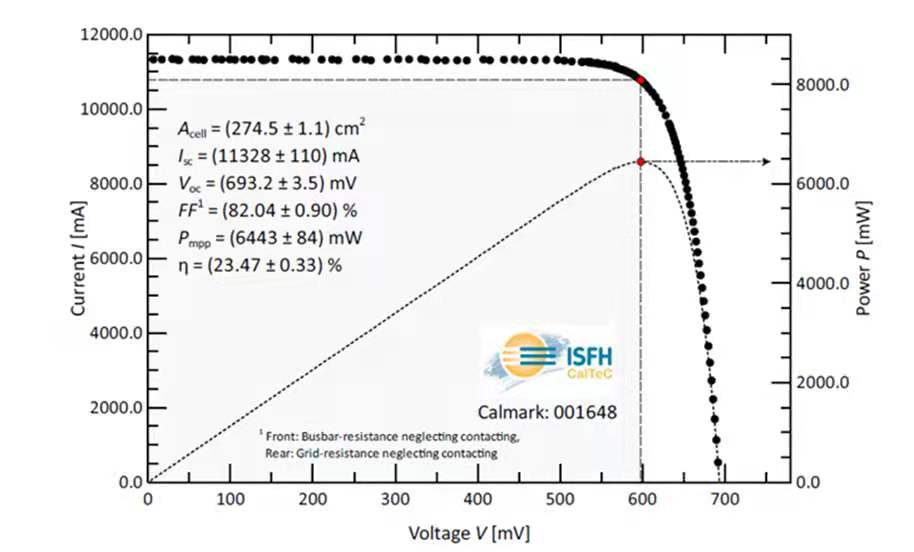 12000.0
10000.0
8000.0
6000.0
4000.0
2000.0
0.0
Current I [mA]
A_cell = (274.5 ± 1.1) cm²
I_sc = (11328 ± 110) mA
V_oc = (693.2 ± 3.5) mV
FF¹ = (82.04 ± 0.90) %
P_mpp = (6443 ± 84) mW
η = (23.47 ± 0.33) %
ISFH
CalTeC
Calmark: 001648
¹ Front: Busbar-resistance neglecting contacting,
Rear: Grid-resistance neglecting contacting
8000.0
6000.0
4000.0
2000.0
0.0
Power P [mW]
0 100 200 300 400 500 600 700
Voltage V [mV]